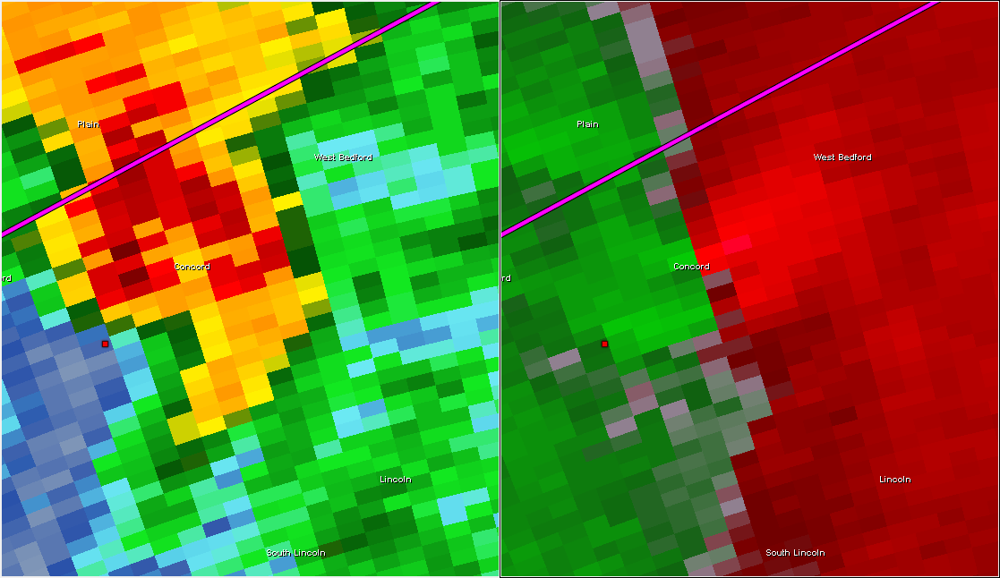 Plain
West Bedford
Concord
rd
Lincoln
South Lincoln
Plain
West Bedford
Concord
rd
Lincoln
South Lincoln